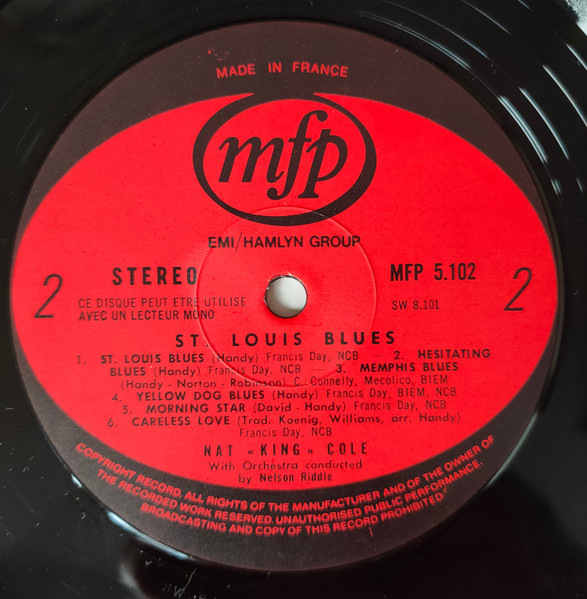 MADE IN FRANCE
mfp
EMI/HAMLYN GROUP
2 STEREO MFP 5.102 2
CE DISQUE PEUT ETRE UTILISE SW 8.101
AVEC UN LECTEUR MONO
ST. LOUIS BLUES
1. ST. LOUIS BLUES (Handy) Francis Day, NCB — 2. HESITATING
BLUES (Handy) Francis Day, NCB — 3. MEMPHIS BLUES
(Handy - Norton - Robinson) C. Connelly, Mecolico, BIEM
4. YELLOW DOG BLUES (Handy) Francis Day, BIEM, NCB
5. MORNING STAR (David - Handy) Francis Day, NCB
6. CARELESS LOVE (Trad. Koenig, Williams, arr. Handy)
Francis Day, NCB
NAT «KING» COLE
With Orchestra conducted
by Nelson Riddle
COPYRIGHT RECORD. ALL RIGHTS OF THE MANUFACTURER AND OF THE OWNER OF
THE RECORDED WORK RESERVED. UNAUTHORISED PUBLIC PERFORMANCE,
BROADCASTING AND COPY OF THIS RECORD PROHIBITED